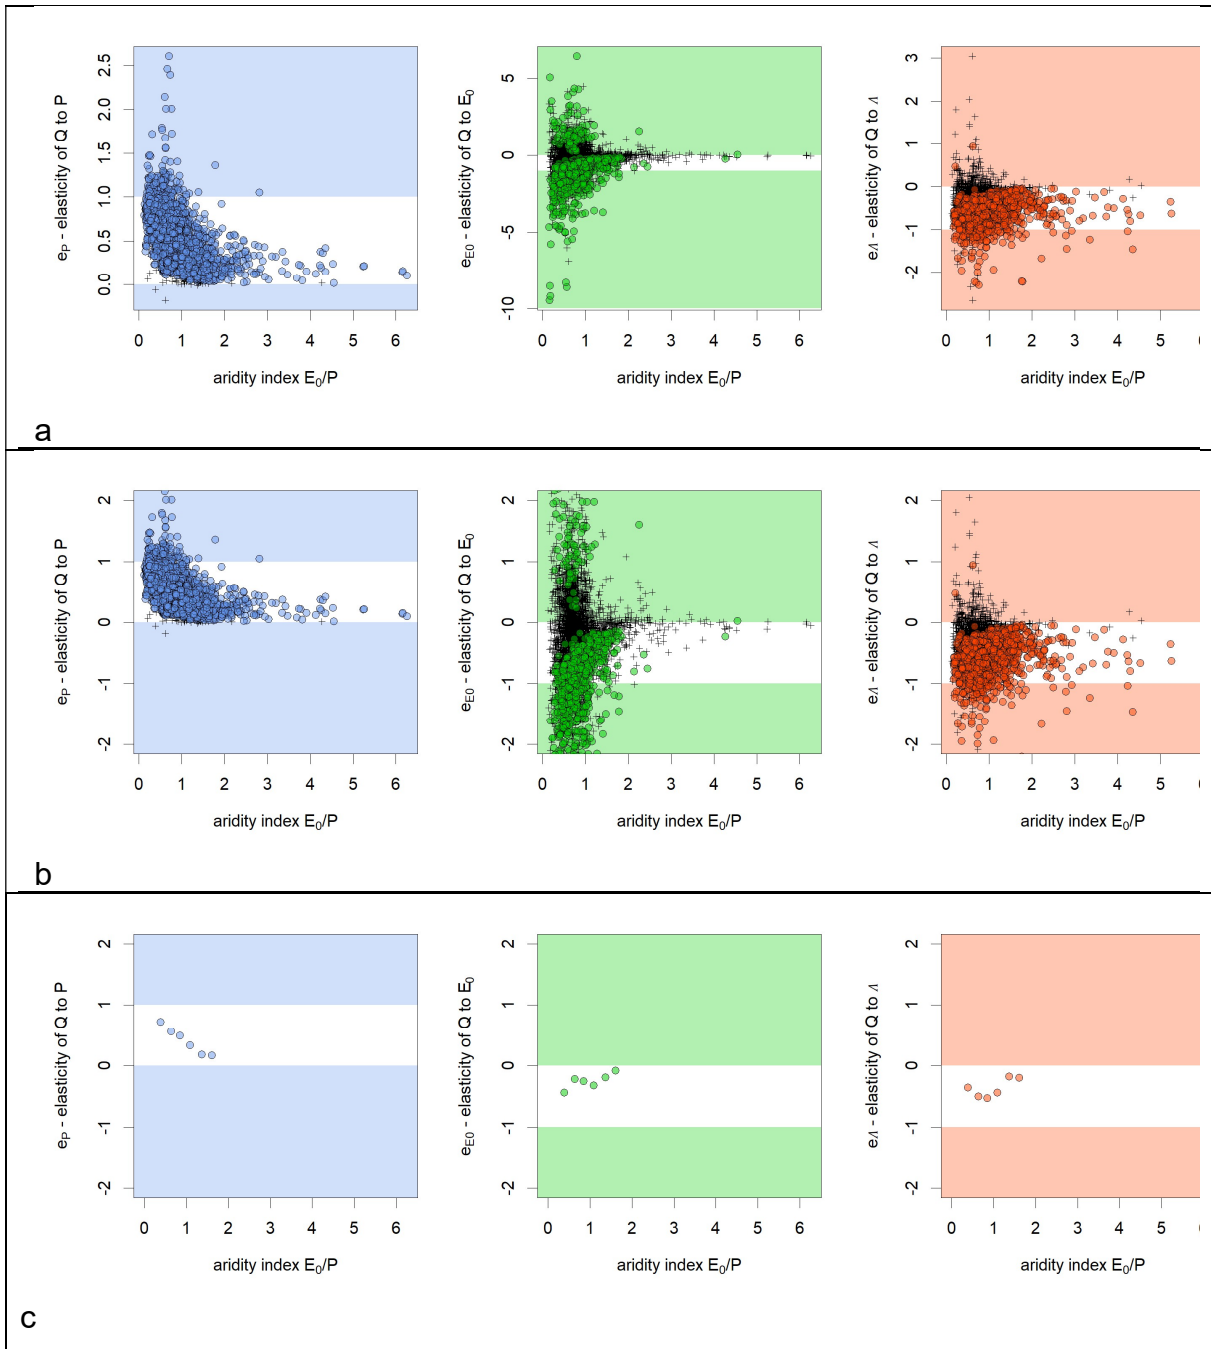 eP - elasticity of Q to P
2.5
2.0
1.5
1.0
0.5
0.0
0 1 2 3 4 5 6
aridity index E0/P
eE0 - elasticity of Q to E0
5
0
-5
-10
0 1 2 3 4 5 6
aridity index E0/P
eΛ - elasticity of Q to Λ
3
2
1
0
-1
-2
0 1 2 3 4 5
aridity index E0/P
a
eP - elasticity of Q to P
2
1
0
-1
-2
0 1 2 3 4 5 6
aridity index E0/P
eE0 - elasticity of Q to E0
2
1
0
-1
-2
0 1 2 3 4 5 6
aridity index E0/P
eΛ - elasticity of Q to Λ
2
1
0
-1
-2
0 1 2 3 4 5
aridity index E0/P
b
eP - elasticity of Q to P
2
1
0
-1
-2
0 1 2 3 4 5 6
aridity index E0/P
eE0 - elasticity of Q to E0
2
1
0
-1
-2
0 1 2 3 4 5 6
aridity index E0/P
eΛ - elasticity of Q to Λ
2
1
0
-1
-2
0 1 2 3 4 5
aridity index E0/P
c